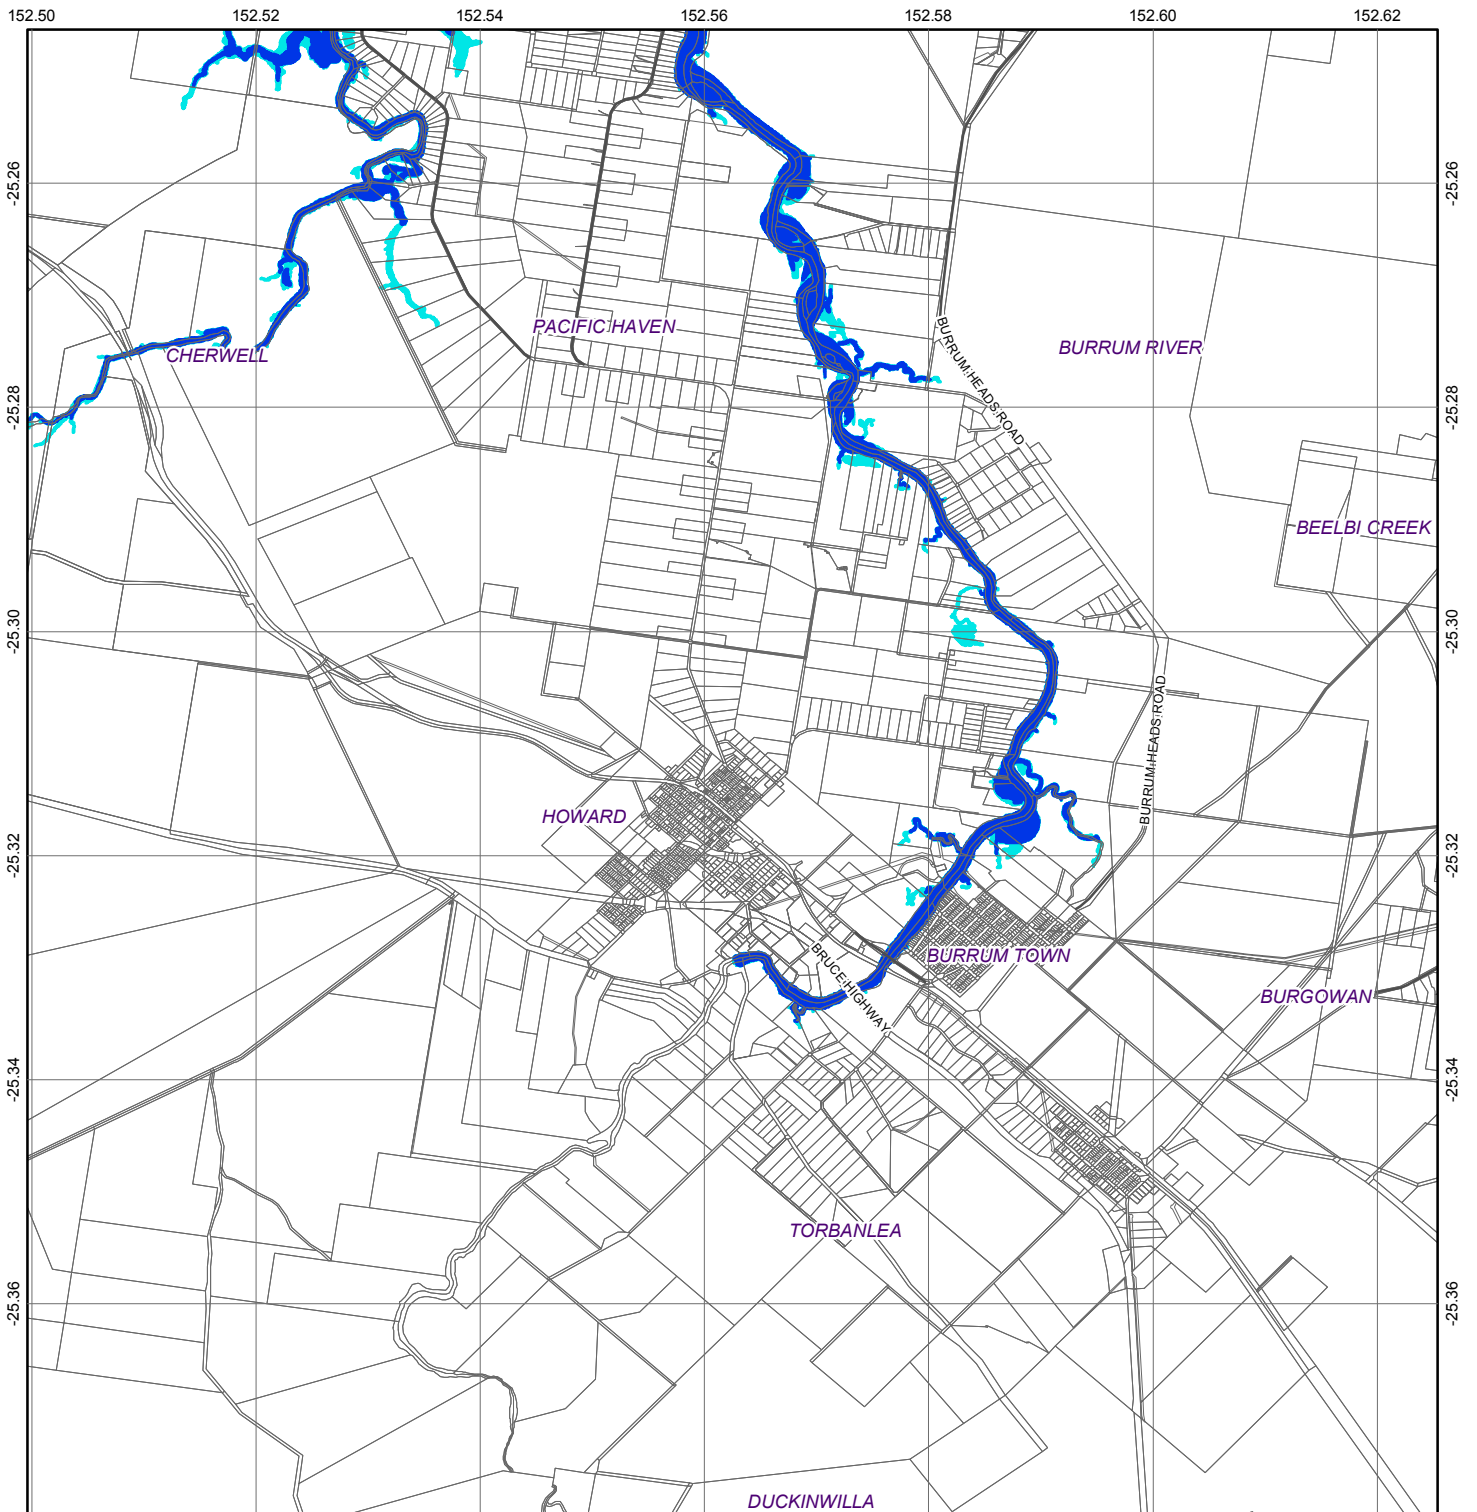 152.50 152.52 152.54 152.56 152.58 152.60 152.62
-25.26 -25.26
PACIFIC HAVEN
BURRUM HEADS ROAD
BURRUM RIVER
CHERWELL
-25.28 -25.28
BEELBI CREEK
-25.30 -25.30
BURRUM HEADS ROAD
HOWARD
-25.32 -25.32
BURRUM TOWN
BRUCE HIGHWAY
BURGOWAN
-25.34 -25.34
TORBANLEA
-25.36 -25.36
DUCKINWILLA